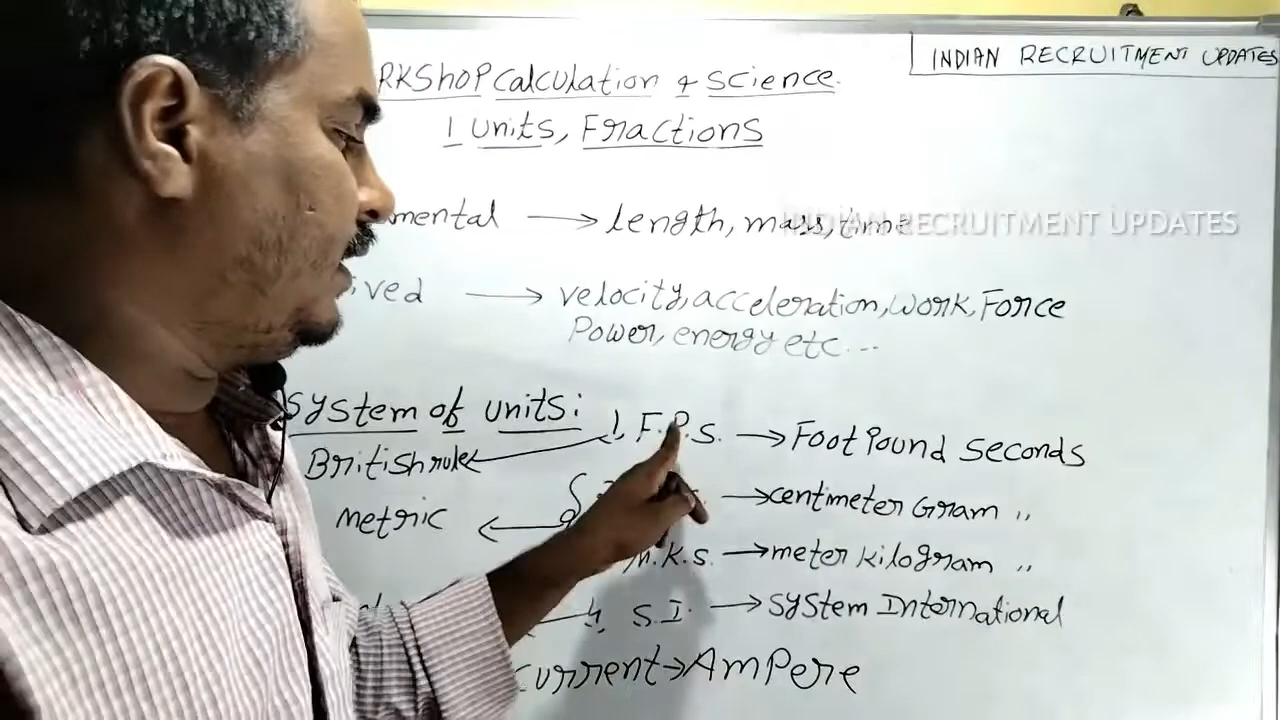 INDIAN RECRUITMENT UPDATES
RKShop Calculation & Science.
1 Units, Fractions
mental → length, mass, time
INDIAN RECRUITMENT UPDATES
ived → velocity, acceleration, work, Force
Power, energy etc...
System of units:
1, F.P.S. → Foot Pound Seconds
British rule
→ centimeter Gram ,,
metric
M.K.S. → meter kilogram ,,
4, S.I. → System International
current → Ampere